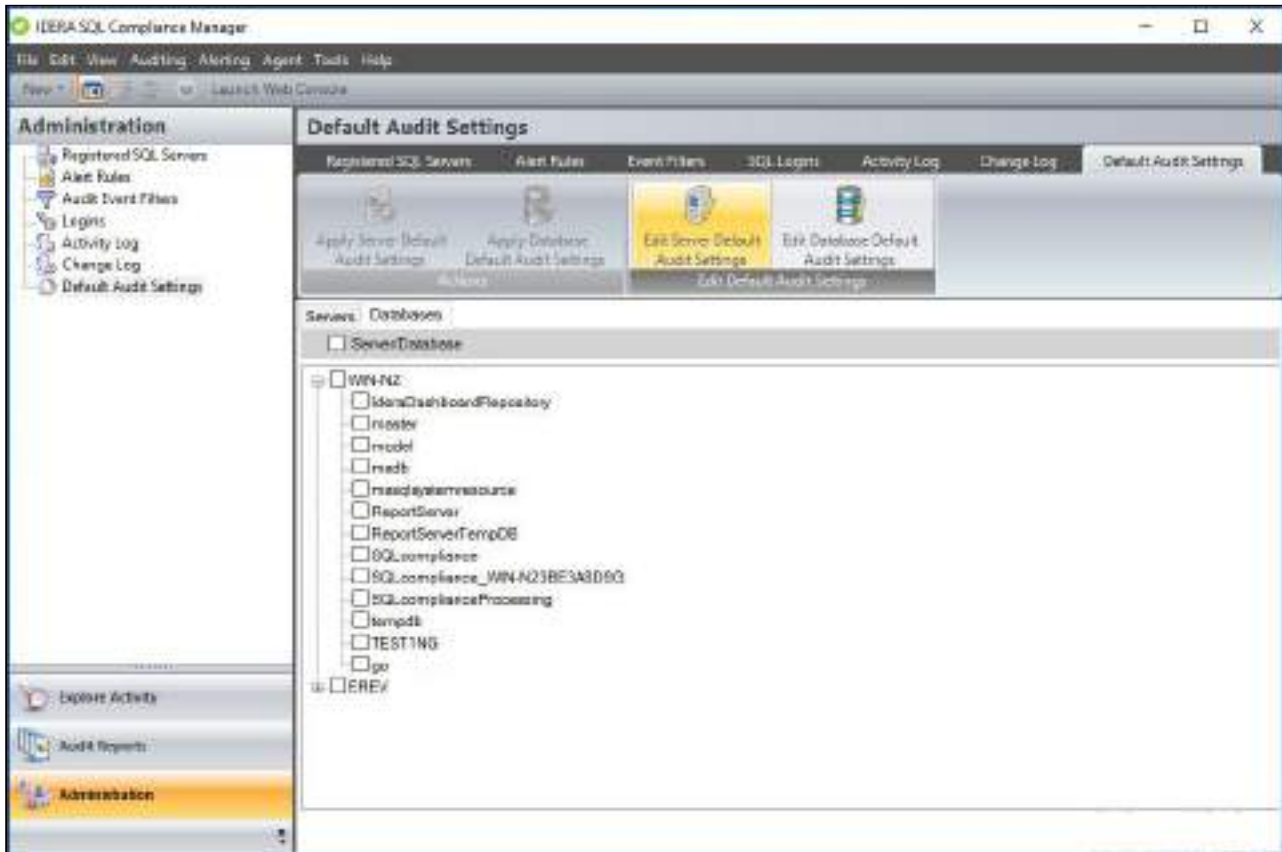 IDERA SQL Compliance Manager
File Edit View Auditing Alerting Agent Tools Help
New Launch Web Console
Administration
Registered SQL Servers
Alert Rules
Audit Event Filters
Logins
Activity Log
Change Log
Default Audit Settings
Explore Activity
Audit Reports
Administration
Default Audit Settings
Registered SQL Servers Alert Rules Event Filters SQL Logins Activity Log Change Log Default Audit Settings
Apply Server Default Audit Settings
Apply Database Default Audit Settings
Actions
Edit Server Default Audit Settings
Edit Database Default Audit Settings
Edit Default Audit Settings
Servers Databases
Server/Database
WIN-NZ
IderaDashboardRepository
master
model
msdb
mssqlsystemresource
ReportServer
ReportServerTempDB
SQLcompliance
SQLcomplianceProcessing
tempdb
TEST1NG
go
EREV